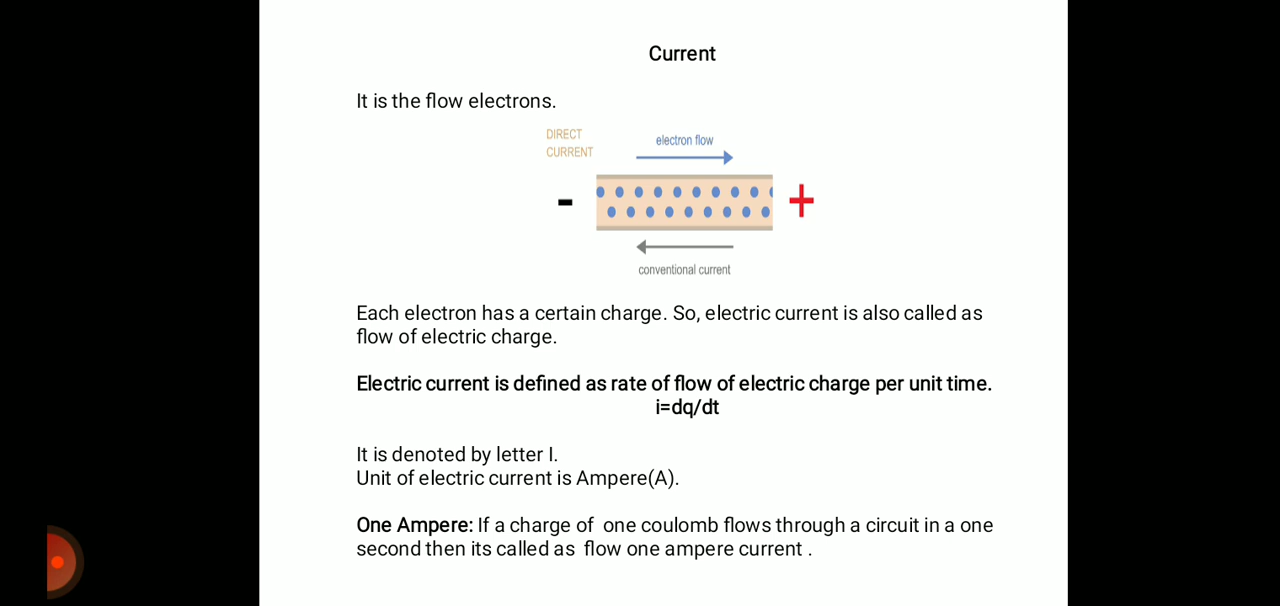 Current
It is the flow electrons.
DIRECT
CURRENT
electron flow
-
+
conventional current
Each electron has a certain charge. So, electric current is also called as
flow of electric charge.
Electric current is defined as rate of flow of electric charge per unit time.
i=dq/dt
It is denoted by letter I.
Unit of electric current is Ampere(A).
One Ampere: If a charge of one coulomb flows through a circuit in a one
second then its called as flow one ampere current .